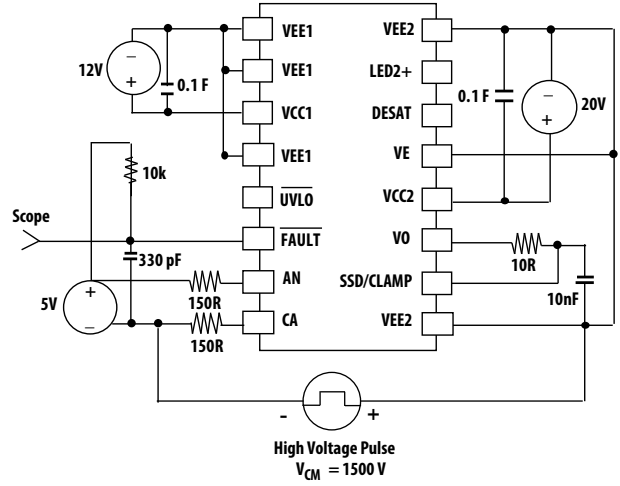 VEE1
VEE2
12V
-
+
0.1 F
VEE1
LED2+
0.1 F
-
+
20V
VCC1
DESAT
VEE1
VE
10k
UVLO
VCC2
Scope
FAULT
VO
10R
330 pF
AN
SSD/CLAMP
10nF
5V
+
-
150R
CA
VEE2
150R
-
+
High Voltage Pulse
VCM = 1500 V